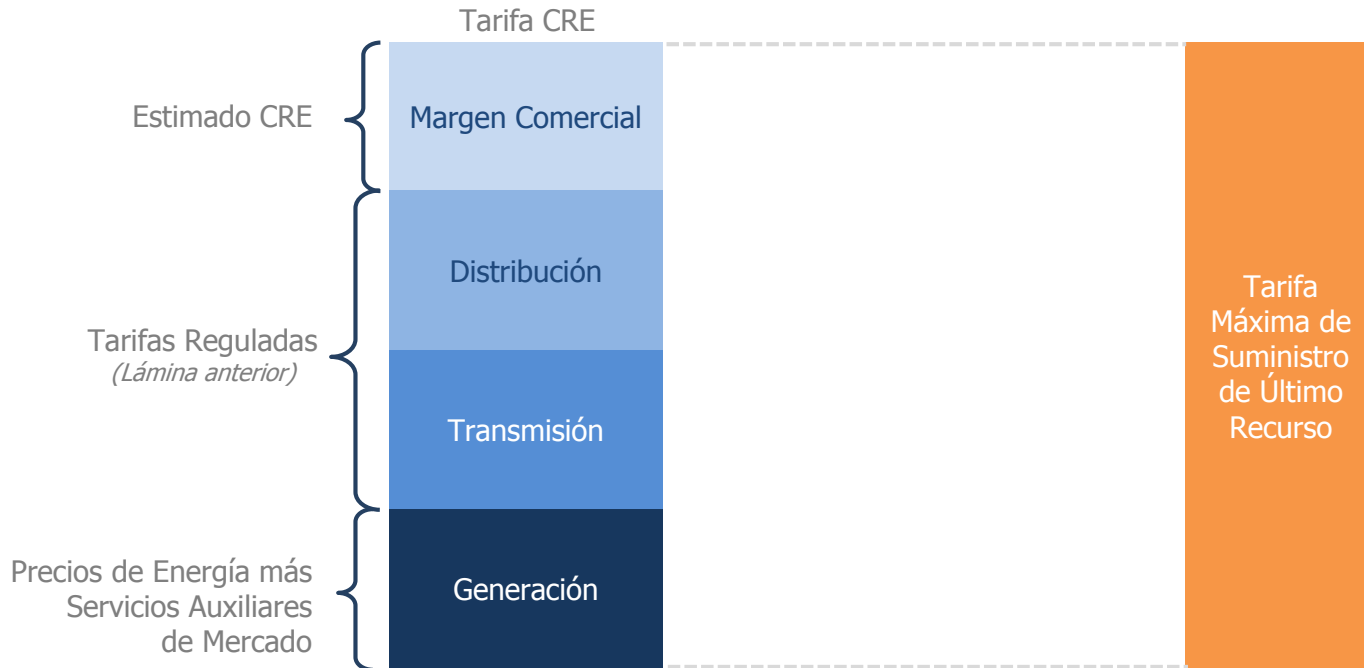 Tarifa CRE
Estimado CRE
Margen Comercial
Distribución
Tarifas Reguladas
(Lámina anterior)
Transmisión
Precios de Energía más
Servicios Auxiliares
de Mercado
Generación
Tarifa
Máxima de
Suministro
de Último
Recurso